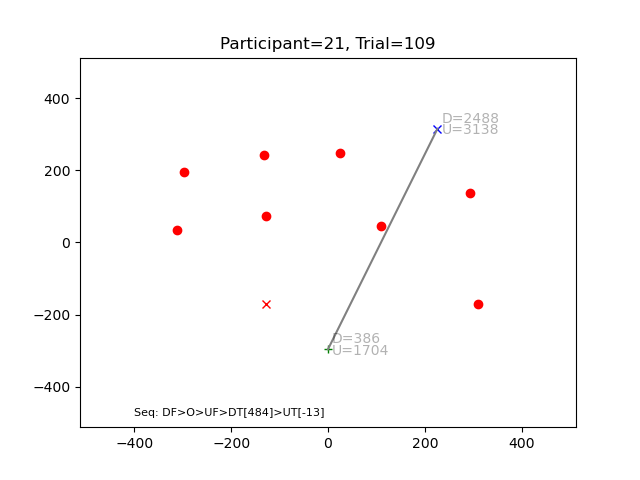 Participant=21, Trial=109
400
200
0
−200
−400
D=2488
U=3138
D=386
U=1704
Seq: DF>O>UF>DT[484]>UT[-13]
−400
−200
0
200
400